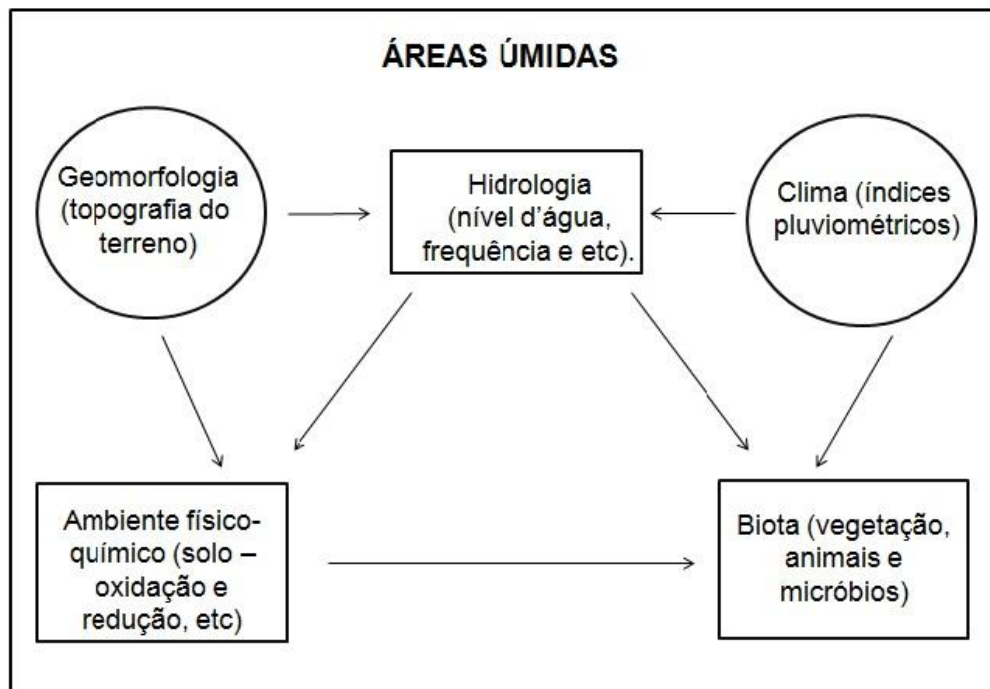 ÁREAS ÚMIDAS
Geomorfologia
(topografia do
terreno)
Hidrologia
(nível d'água,
frequência e etc).
Clima (índices
pluviométricos)
Ambiente físico-
químico (solo –
oxidação e
redução, etc)
Biota (vegetação,
animais e
micróbios)